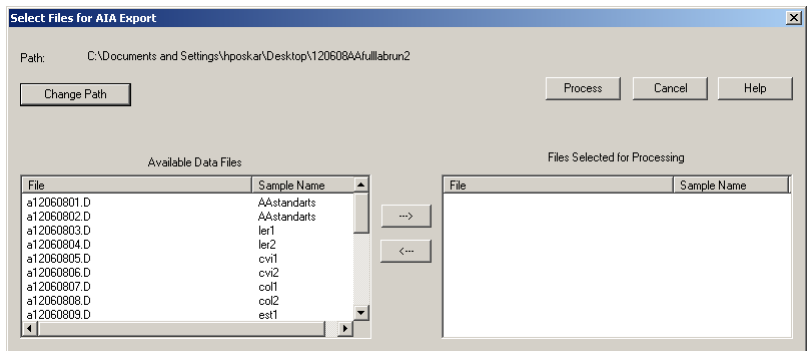 Select Files for AIA Export
Path: C:\Documents and Settings\hposkar\Desktop\120608AAfulllabrun2
Change Path Process Cancel Help
Available Data Files Files Selected for Processing
File Sample Name File Sample Name
a12060801.D AAstandarts
a12060802.D AAstandarts
a12060803.D ler1
a12060804.D ler2
a12060805.D cvi1
a12060806.D cvi2
a12060807.D col1
a12060808.D col2
a12060809.D est1
--->
<---